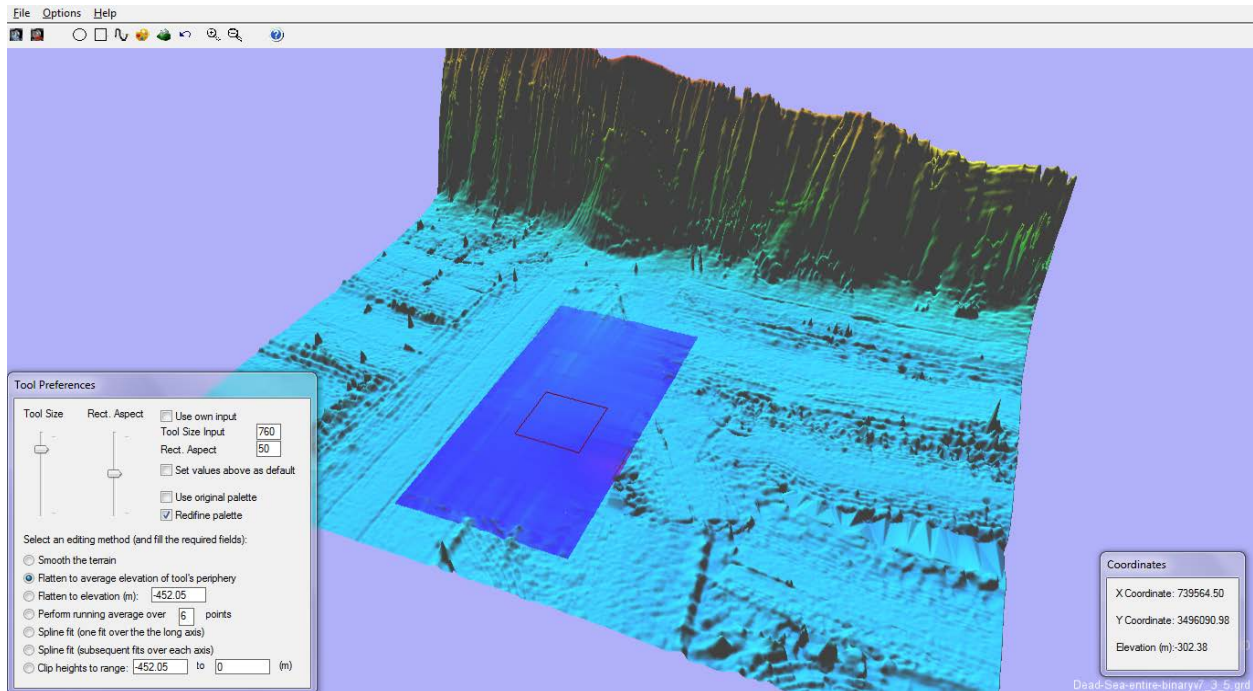 File Options Help
Tool Preferences
Tool Size Rect. Aspect Use own input
Tool Size Input 760
Rect. Aspect 50
Set values above as default
Use original palette
Redifine palette
Select an editing method (and fill the required fields):
Smooth the terrain
Flatten to average elevation of tool's periphery
Flatten to elevation (m): -452.05
Perform running average over 6 points
Spline fit (one fit over the the long axis)
Spline fit (subsequent fits over each axis)
Clip heights to range: -452.05 to 0 (m)
Coordinates
X Coordinate: 739564.50
Y Coordinate: 3496090.98
Elevation (m):-302.38
Dead-Sea-entire-binaryv7_3_5.grd